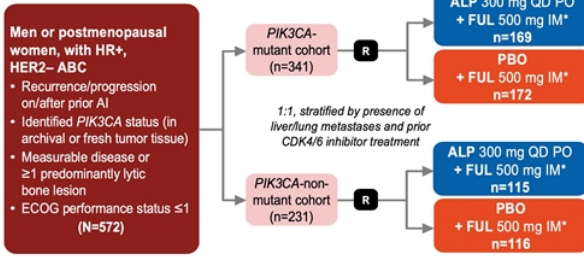 Men or postmenopausal
women, with HR+,
HER2– ABC
• Recurrence/progression
on/after prior AI
• Identified PIK3CA status (in
archival or fresh tumor tissue)
• Measurable disease or
≥1 predominantly lytic
bone lesion
• ECOG performance status ≤1
(N=572)
PIK3CA-
mutant cohort
(n=341)
R
ALP 300 mg QD PO
+ FUL 500 mg IM*
n=169
PBO
+ FUL 500 mg IM*
n=172
1:1, stratified by presence of
liver/lung metastases and prior
CDK4/6 inhibitor treatment
PIK3CA-non-
mutant cohort
(n=231)
R
ALP 300 mg QD PO
+ FUL 500 mg IM*
n=115
PBO
+ FUL 500 mg IM*
n=116